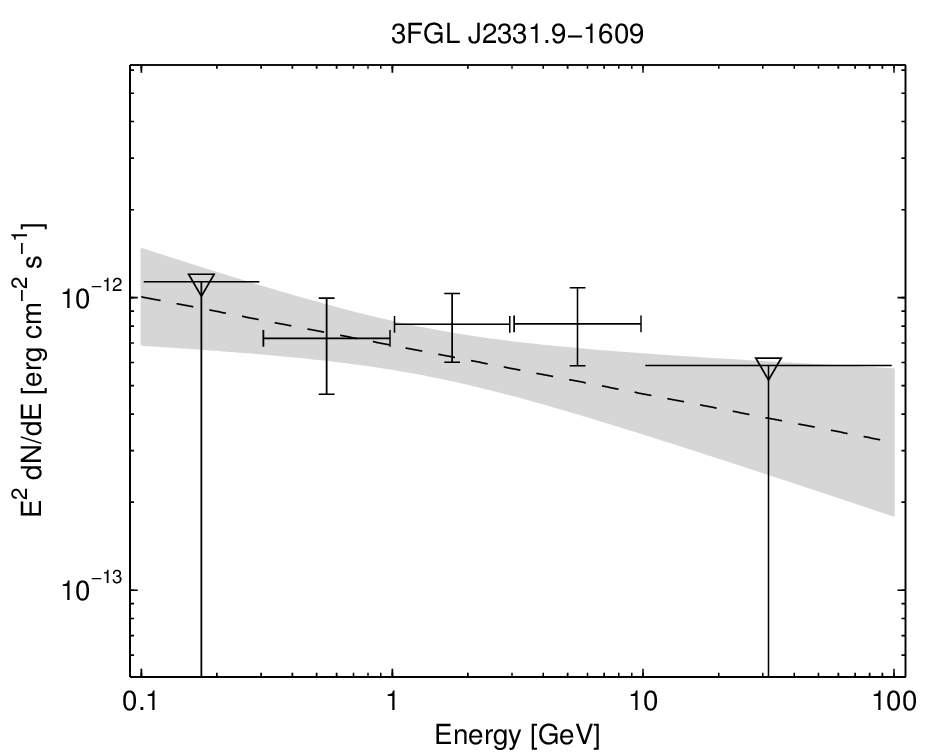 3FGL J2331.9−1609
E² dN/dE [erg cm⁻² s⁻¹]
10⁻¹²
10⁻¹³
0.1 1 10 100
Energy [GeV]